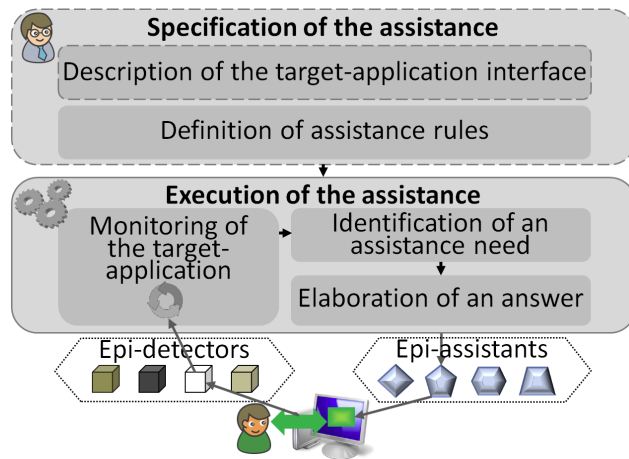 Specification of the assistance
Description of the target-application interface
Definition of assistance rules
Execution of the assistance
Monitoring of
the target-
application
Identification of an
assistance need
Elaboration of an answer
Epi-detectors
Epi-assistants